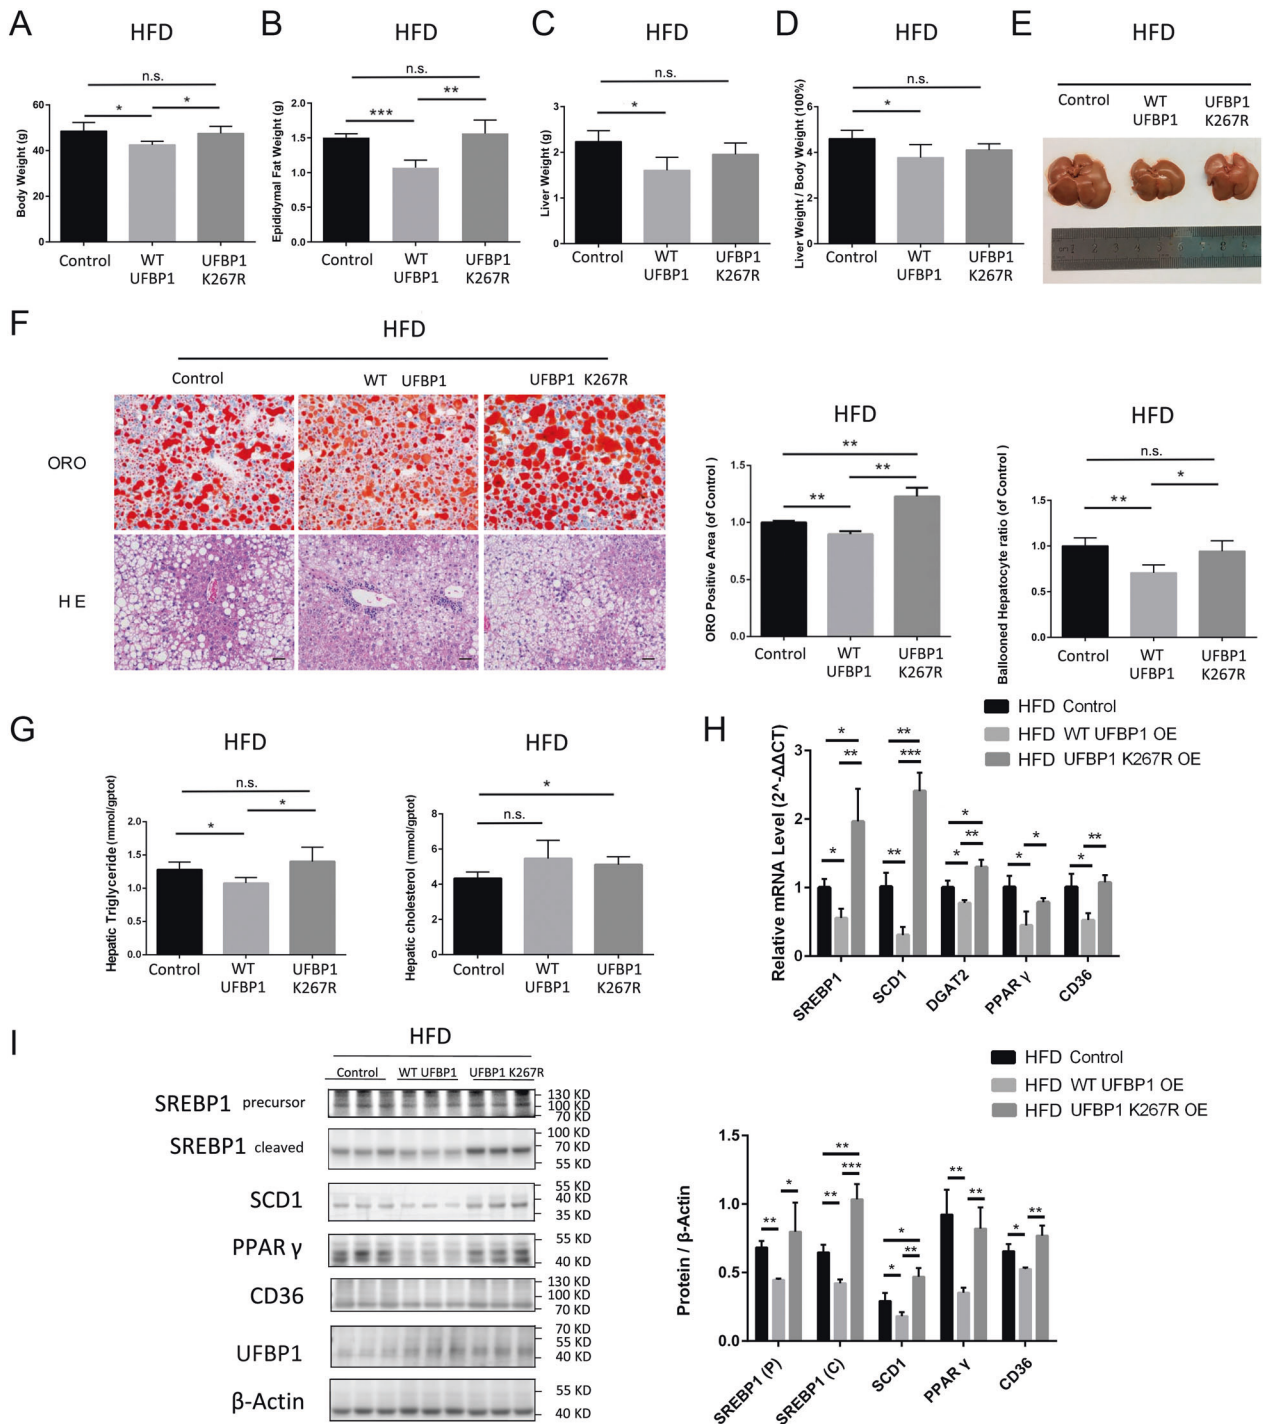 A
HFD
n.s.
*
*
Body Weight (g)
60
40
20
0
Control
WT
UFBP1
UFBP1
K267R
B
HFD
n.s.
**
***
Epididymal Fat Weight (g)
2.0
1.5
1.0
0.5
0.0
Control
WT
UFBP1
UFBP1
K267R
C
HFD
n.s.
*
Liver Weight (g)
3
2
1
0
Control
WT
UFBP1
UFBP1
K267R
D
HFD
n.s.
*
Liver Weight / Body Weight (100%)
6
4
2
0
Control
WT
UFBP1
UFBP1
K267R
E
HFD
Control
WT
UFBP1
UFBP1
K267R
F
HFD
Control
WT UFBP1
UFBP1 K267R
ORO
HE
HFD
**
**
**
ORO Positive Area (of Control )
1.5
1.0
0.5
0.0
Control
WT
UFBP1
UFBP1
K267R
HFD
n.s.
*
**
Ballooned Hepatocyte ratio (of Control )
1.5
1.0
0.5
0.0
Control
WT
UFBP1
UFBP1
K267R
G
HFD
n.s.
*
*
Hepatic Triglyceride (mmol/gptot)
2.0
1.5
1.0
0.5
0.0
Control
WT
UFBP1
UFBP1
K267R
HFD
*
n.s.
Hepatic cholesterol (mmol/gptot)
8
6
4
2
0
Control
WT
UFBP1
UFBP1
K267R
H
HFD Control
HFD WT UFBP1 OE
HFD UFBP1 K267R OE
Relative mRNA Level (2^-ΔΔCT)
3
2
1
0
* ** *
** *** **
* ** *
* *
* **
SREBP1
SCD1
DGAT2
PPAR γ
CD36
I
HFD
Control WT UFBP1 UFBP1 K267R
SREBP1 precursor
130 KD
100 KD
70 KD
SREBP1 cleaved
100 KD
70 KD
55 KD
SCD1
55 KD
40 KD
35 KD
PPAR γ
55 KD
40 KD
CD36
130 KD
100 KD
70 KD
UFBP1
70 KD
55 KD
40 KD
β-Actin
55 KD
40 KD
HFD Control
HFD WT UFBP1 OE
HFD UFBP1 K267R OE
Protein / β-Actin
1.5
1.0
0.5
0.0
** *
** *** **
* ** *
** **
* **
SREBP1 (P)
SREBP1 (C)
SCD1
PPAR γ
CD36